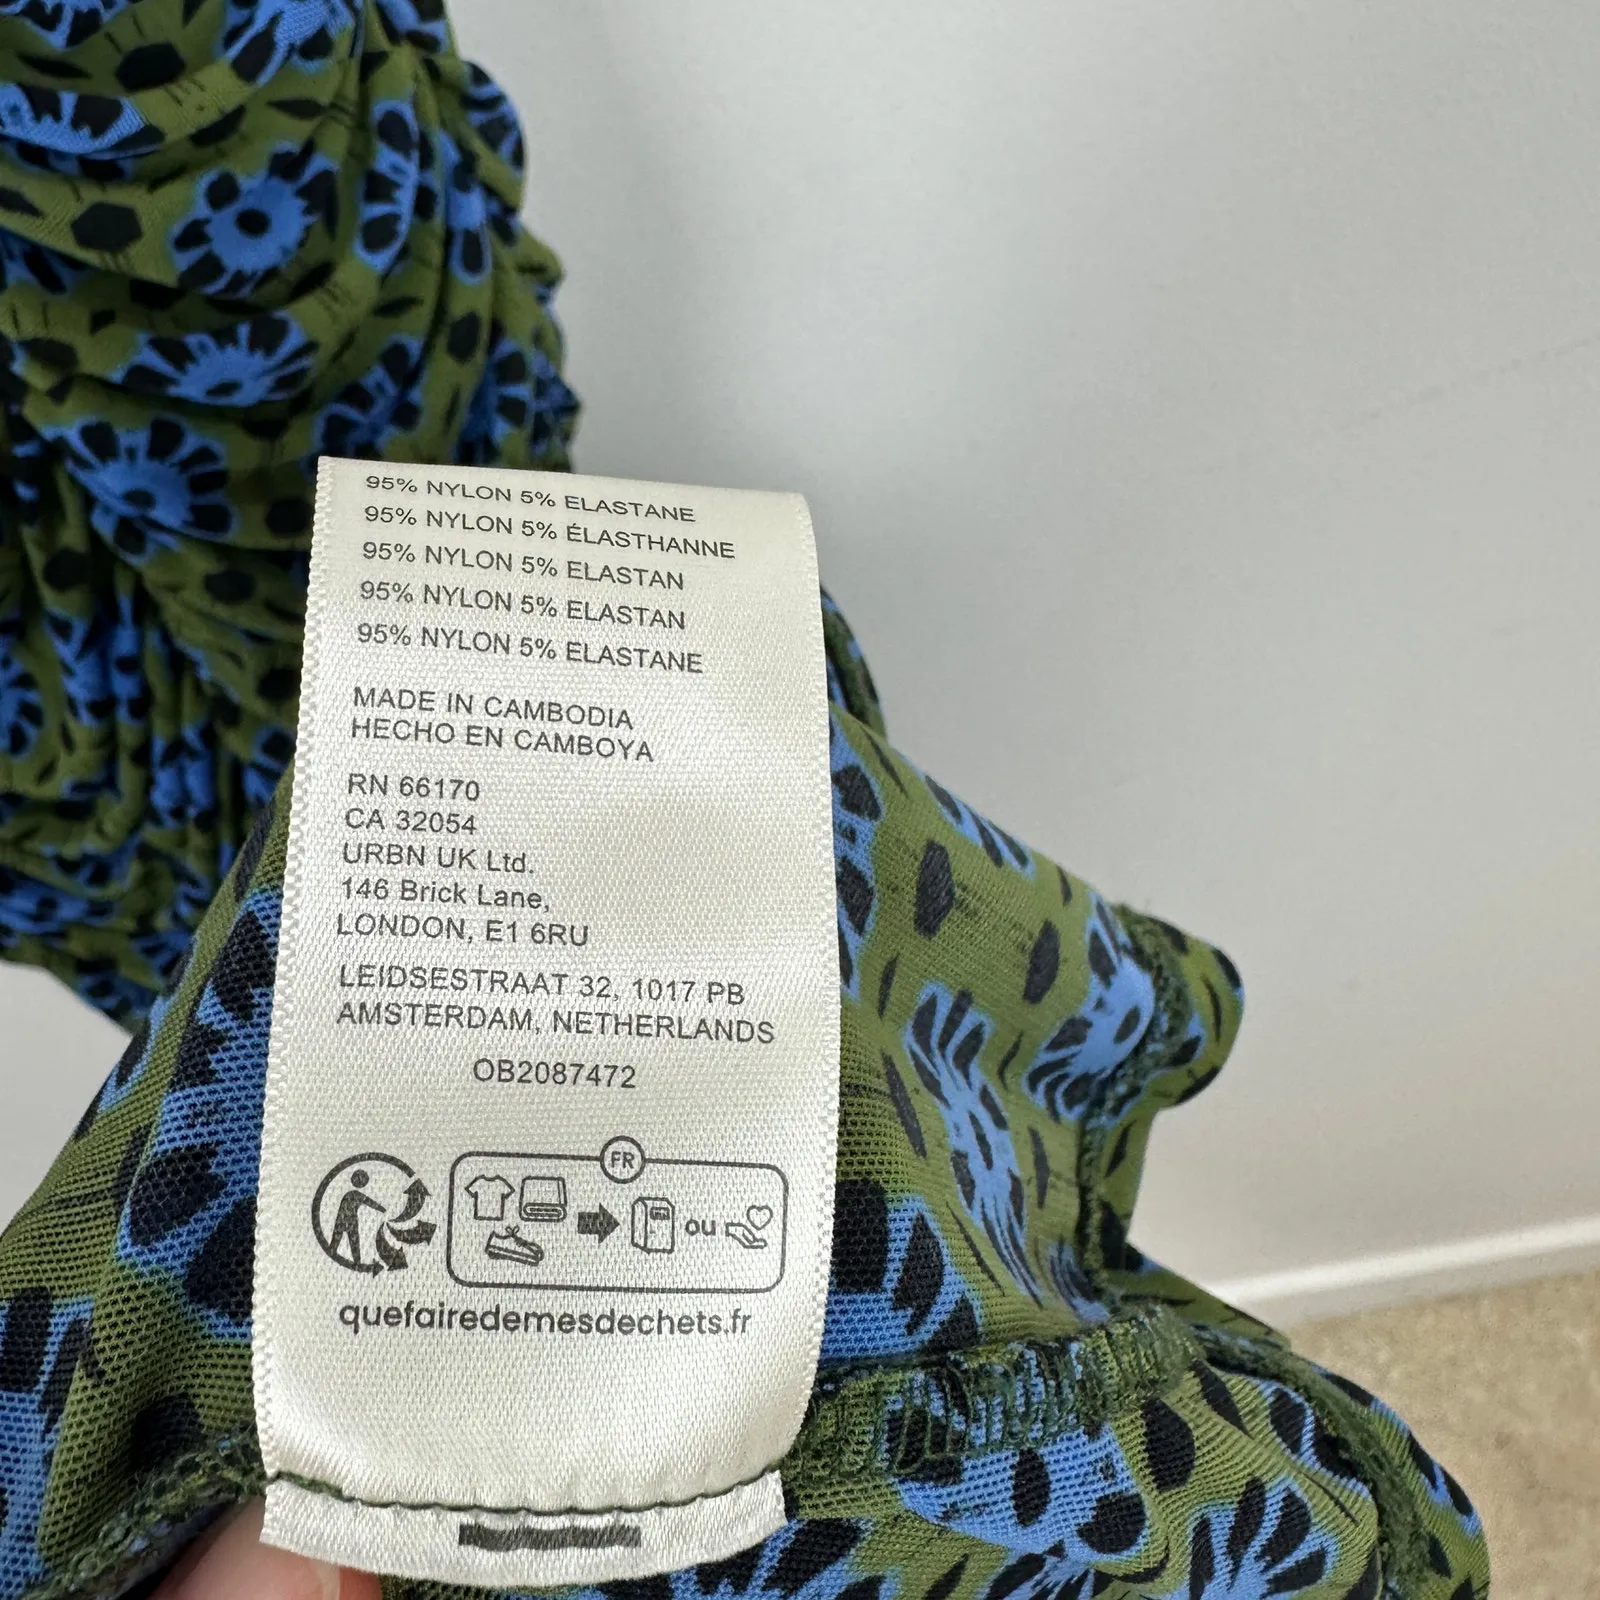 95% NYLON 5% ELASTANE
95% NYLON 5% ÉLASTHANNE
95% NYLON 5% ELASTAN
95% NYLON 5% ELASTAN
95% NYLON 5% ELASTANE
MADE IN CAMBODIA
HECHO EN CAMBOYA
RN 66170
CA 32054
URBN UK Ltd.
146 Brick Lane,
LONDON, E1 6RU
LEIDSESTRAAT 32, 1017 PB
AMSTERDAM, NETHERLANDS
OB2087472
FR
ou
quefairedemesdechets.fr